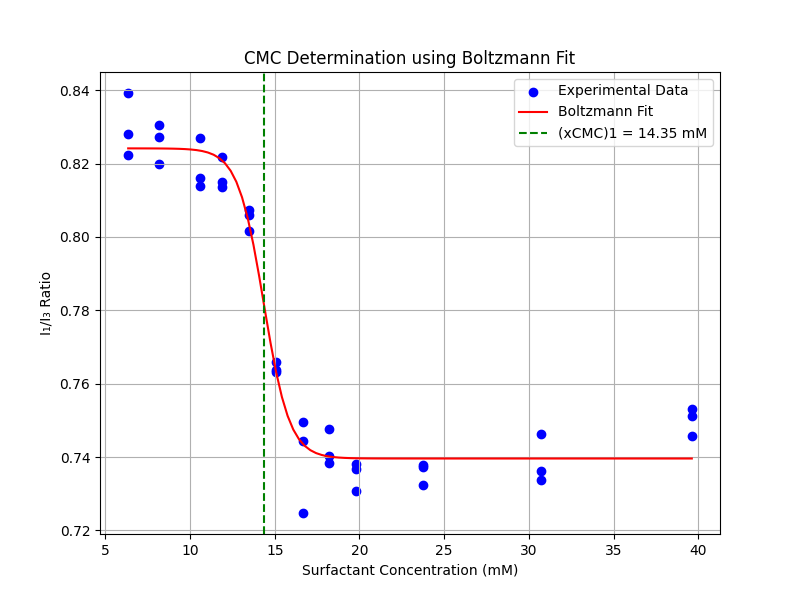 CMC Determination using Boltzmann Fit
Experimental Data
Boltzmann Fit
(xCMC)1 = 14.35 mM
I₁/I₃ Ratio
0.84
0.82
0.80
0.78
0.76
0.74
0.72
5 10 15 20 25 30 35 40
Surfactant Concentration (mM)